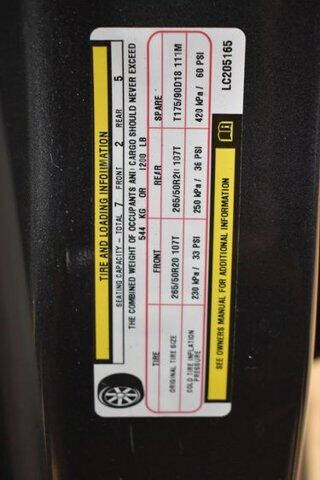 TIRE AND LOADING INFORMATION
SEATING CAPACITY - TOTAL 7 FRONT 2 REAR 5
THE COMBINED WEIGHT OF OCCUPANTS AND CARGO SHOULD NEVER EXCEED
544 KG OR 1200 LB
TIRE FRONT REAR SPARE
ORIGINAL TIRE SIZE 265/50R20 107T 265/50R20 107T T175/90D18 111M
COLD TIRE INFLATION PRESSURE 230 kPa / 33 PSI 250 kPa / 36 PSI 420 kPa / 60 PSI
SEE OWNERS MANUAL FOR ADDITIONAL INFORMATION
LC205165